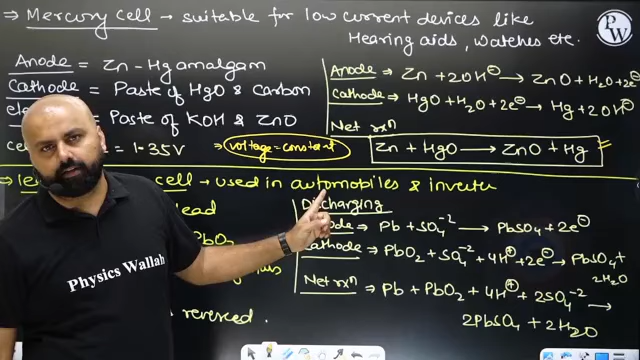 → Mercury cell → suitable for low current devices like
Hearing aids, watches etc.
PW
Anode = Zn - Hg amalgam
Cathode = Paste of HgO & Carbon
= Paste of KOH & ZnO
= 1.35V ⇒ voltage = constant
Anode → Zn + 2OH⊖ → ZnO + H₂O + 2e⊖
Cathode → HgO + H₂O + 2e⊖ → Hg + 2OH⊖
Net rxⁿ
Zn + HgO → ZnO + Hg
cell → used in automobiles & inverter
lead
PbO₂
reversed.
Discharging
→ Pb + SO₄⁻² → PbSO₄ + 2e⊖
Cathode → PbO₂ + SO₄⁻² + 4H⊕ + 2e⊖ → PbSO₄ +
2H₂O
Net rxⁿ → Pb + PbO₂ + 4H⊕ + 2SO₄⁻² →
2PbSO₄ + 2H₂O
Physics Wallah